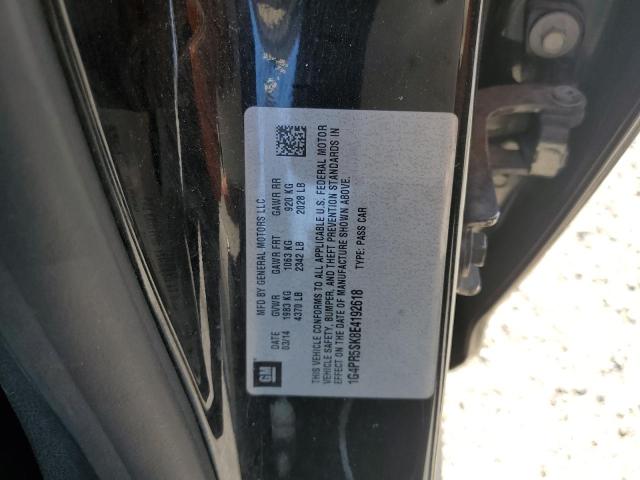 GM
MFD BY GENERAL MOTORS LLC
DATE GVWR GAWR FRT GAWR RR
03/14 1983 KG 1063 KG 920 KG
4370 LB 2342 LB 2028 LB
THIS VEHICLE CONFORMS TO ALL APPLICABLE U.S. FEDERAL MOTOR
VEHICLE SAFETY, BUMPER, AND THEFT PREVENTION STANDARDS IN
EFFECT ON THE DATE OF MANUFACTURE SHOWN ABOVE.
1G4PR5SK8E4192618 TYPE: PASS CAR